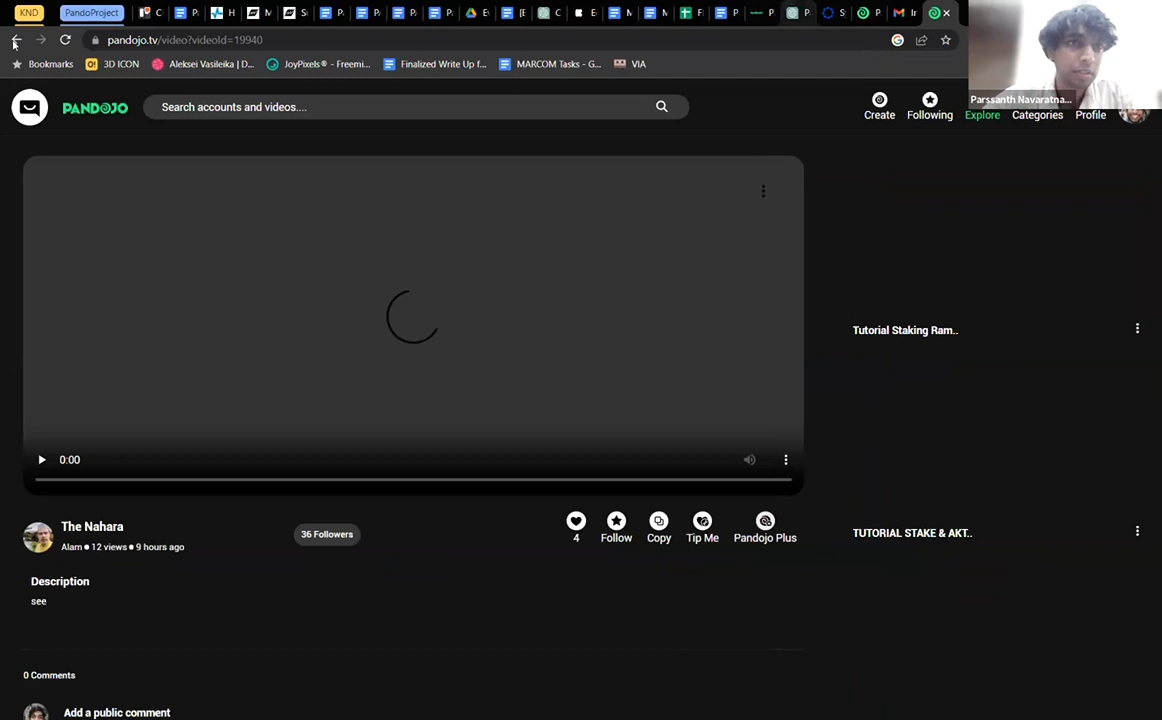 KND
PandoProject
pandojo.tv/video?videoId=19940
Bookmarks
3D ICON
Aleksei Vasileika | D...
JoyPixels® - Freemi...
Finalized Write Up f...
MARCOM Tasks - G...
VIA
Parssanth Navaratna...
PANDOJO
Search accounts and videos....
Create
Following
Explore
Categories
Profile
0:00
Tutorial Staking Ram..
The Nahara
Alam • 12 views • 9 hours ago
36 Followers
4
Follow
Copy
Tip Me
Pandojo Plus
TUTORIAL STAKE & AKT..
Description
see
0 Comments
Add a public comment